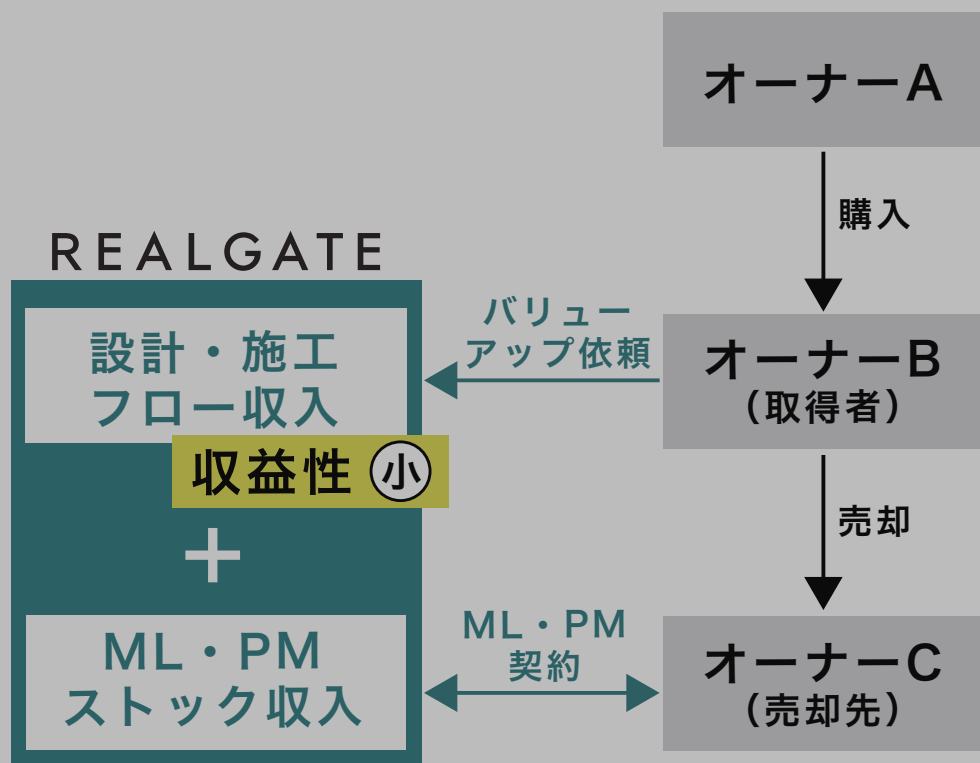 オーナーA
購入
REALGATE
設計・施工
フロー収入
収益性 小
バリュー
アップ依頼
オーナーB
（取得者）
売却
+
ML・PM
ストック収入
ML・PM
契約
オーナーC
（売却先）